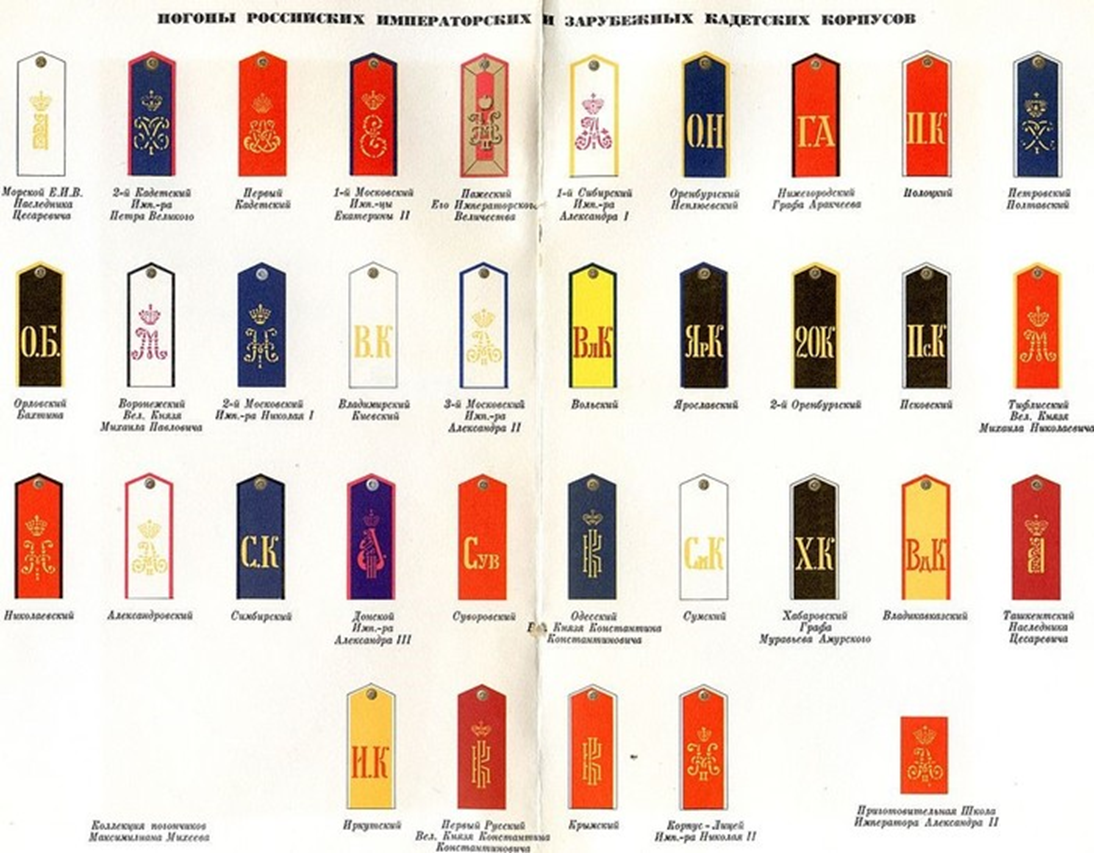 ПОГОНЫ РОССИЙСКИХ ИМПЕРАТОРСКИХ И ЗАРУБЕЖНЫХ КАДЕТСКИХ КОРПУСОВ
О.Н
Г.А
П.К
Морской Е.И.В.
Наследника
Цесаревича
2-й Кадетский
Имп.-ра
Петра Великого
Первый
Кадетский
1-й Московский
Имп.-цы
Екатерины II
Пажеский
Его Императорского
Величества
1-й Сибирский
Имп.-ра
Александра I
Оренбургский
Неплюевский
Нижегородский
Графа Аракчеева
Полоцкий
Петровский
Полтавский
О.Б.
В.К
ВлК
ЯрК
2ОК
Пс.К
Орловский
Бахтина
Воронежский
Вел. Князя
Михаила Павловича
2-й Московский
Имп.-ра Николая I
Владимирский
Киевский
3-й Московский
Имп.-ра
Александра II
Вольский
Ярославский
2-й Оренбургский
Псковский
Тифлисский
Вел. Князя
Михаила Николаевича
С.К
Сув
СмК
Х.К
ВдК
Николаевский
Александровский
Симбирский
Донской
Имп.-ра
Александра III
Суворовский
Одесский
Князя Константина
Константиновича
Сумский
Хабаровский
Графа
Муравьева Амурского
Владикавказский
Ташкентский
Наследника
Цесаревича
И.К
Коллекция погончиков
Максимилиана Михеева
Иркутский
Первый Русский
Вел. Князя Константина
Константиновича
Крымский
Корпус-Лицей
Имп.-ра Николая II
Приготовительная Школа
Императора Александра II